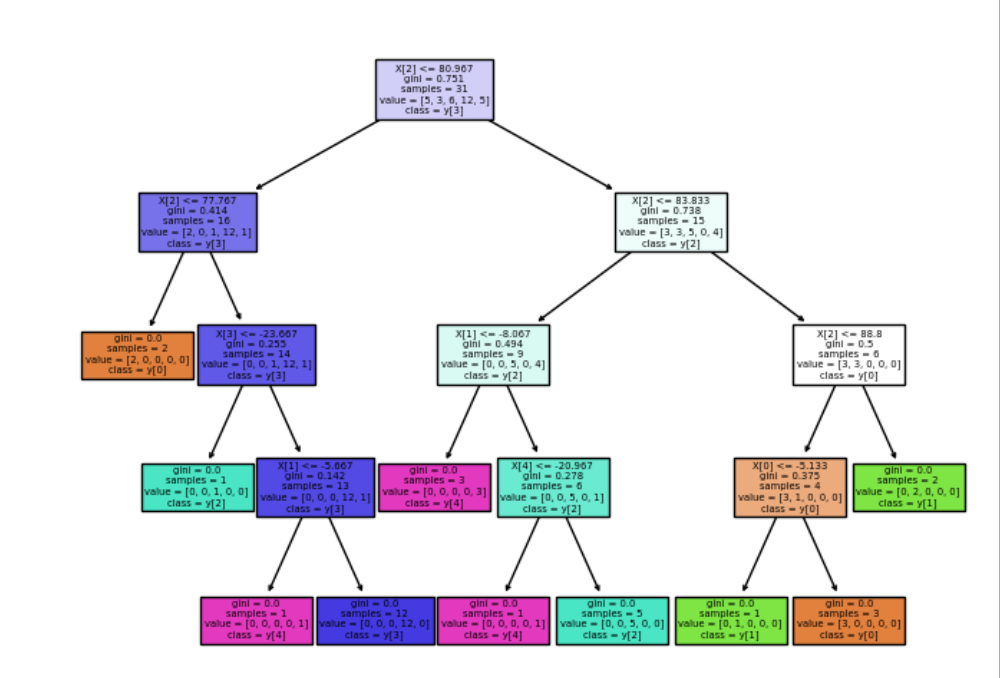 X[2] <= 80.967
gini = 0.751
samples = 31
value = [5, 3, 6, 12, 5]
class = y[3]
X[2] <= 77.767
gini = 0.414
samples = 16
value = [2, 0, 1, 12, 1]
class = y[3]
X[2] <= 83.833
gini = 0.738
samples = 15
value = [3, 3, 5, 0, 4]
class = y[2]
gini = 0.0
samples = 2
value = [2, 0, 0, 0, 0]
class = y[0]
X[3] <= -23.667
gini = 0.255
samples = 14
value = [0, 0, 1, 12, 1]
class = y[3]
X[1] <= -8.067
gini = 0.494
samples = 9
value = [0, 0, 5, 0, 4]
class = y[2]
X[2] <= 88.8
gini = 0.5
samples = 6
value = [3, 3, 0, 0, 0]
class = y[0]
gini = 0.0
samples = 1
value = [0, 0, 1, 0, 0]
class = y[2]
X[1] <= -5.667
gini = 0.142
samples = 13
value = [0, 0, 0, 12, 1]
class = y[3]
gini = 0.0
samples = 3
value = [0, 0, 0, 0, 3]
class = y[4]
X[4] <= -20.967
gini = 0.278
samples = 6
value = [0, 0, 5, 0, 1]
class = y[2]
X[0] <= -5.133
gini = 0.375
samples = 4
value = [3, 1, 0, 0, 0]
class = y[0]
gini = 0.0
samples = 2
value = [0, 2, 0, 0, 0]
class = y[1]
gini = 0.0
samples = 1
value = [0, 0, 0, 0, 1]
class = y[4]
gini = 0.0
samples = 12
value = [0, 0, 0, 12, 0]
class = y[3]
gini = 0.0
samples = 1
value = [0, 0, 0, 0, 1]
class = y[4]
gini = 0.0
samples = 5
value = [0, 0, 5, 0, 0]
class = y[2]
gini = 0.0
samples = 1
value = [0, 1, 0, 0, 0]
class = y[1]
gini = 0.0
samples = 3
value = [3, 0, 0, 0, 0]
class = y[0]